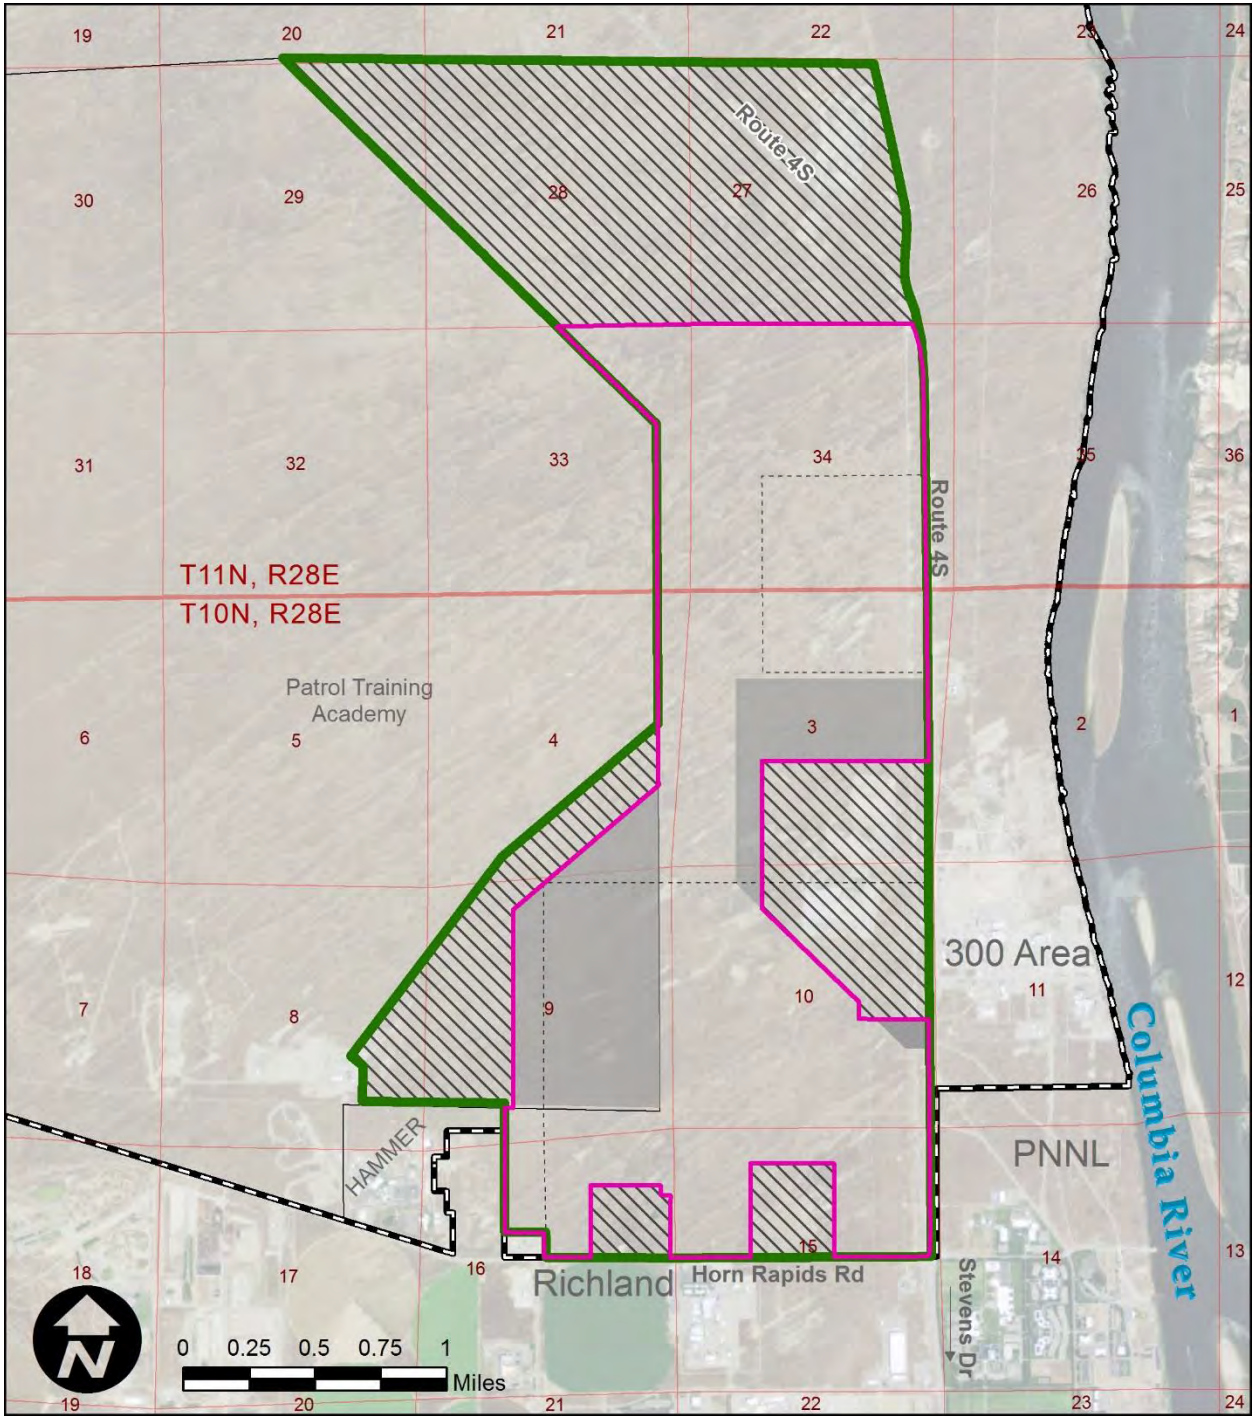 19
20
21
22
23
24
Route 4S
30
29
28
27
26
25
31
32
33
34
35
36
Route 4S
T11N, R28E
T10N, R28E
Patrol Training
Academy
6
5
4
3
2
1
300 Area
7
8
9
10
11
12
Columbia River
HAMMER
PNNL
18
17
16
15
14
13
Richland
Horn Rapids Rd
Stevens Dr
N
0 0.25 0.5 0.75 1
Miles
19
20
21
22
23
24